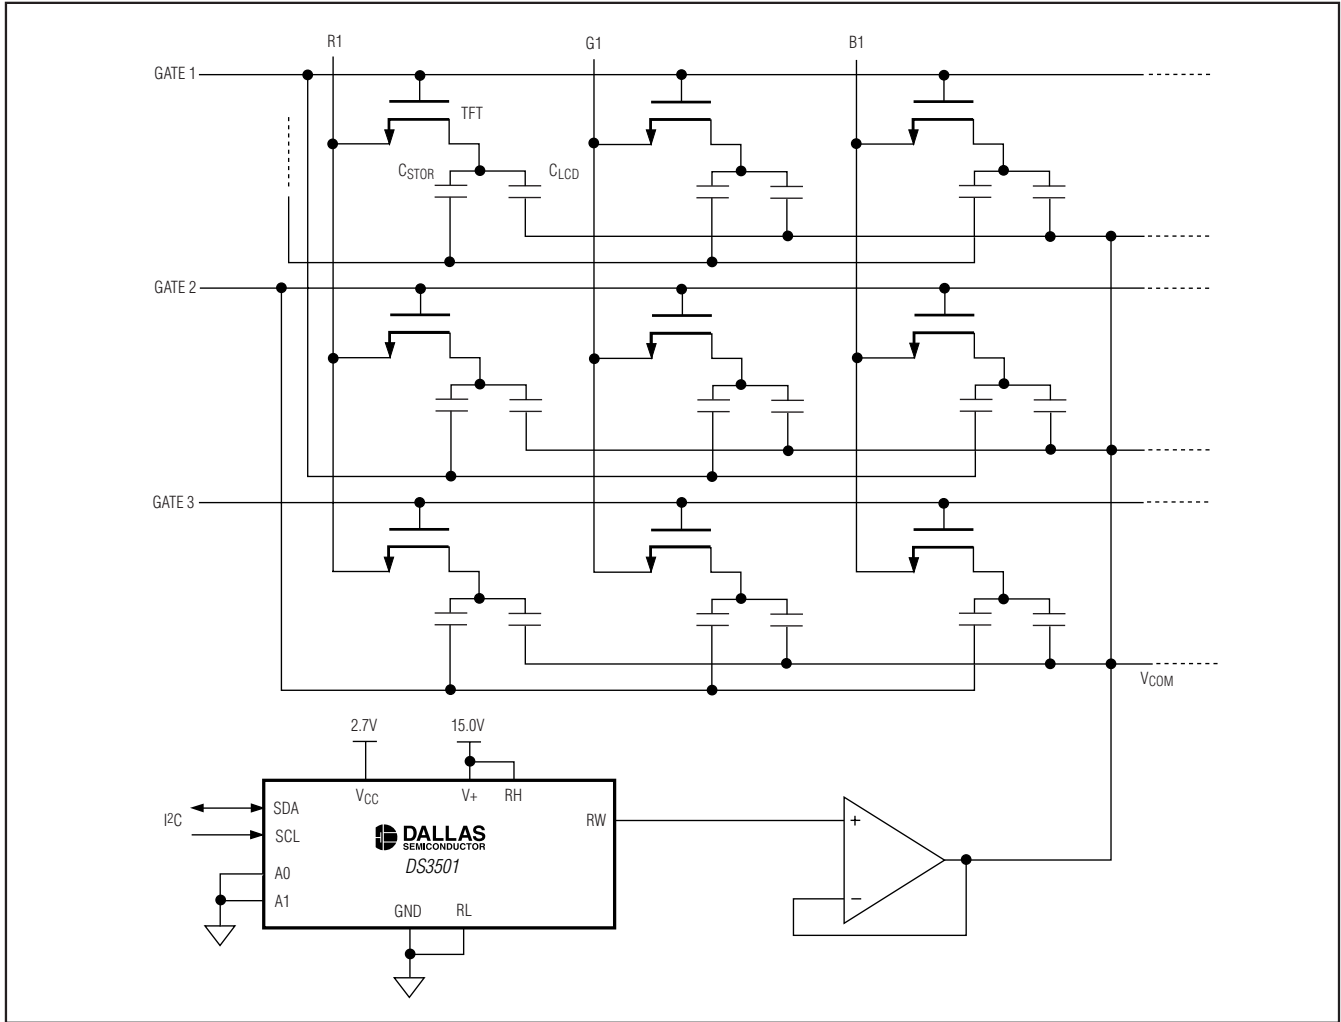 R1
G1
B1
GATE 1
TFT
CSTOR
CLCD
GATE 2
GATE 3
VCOM
2.7V
15.0V
VCC
V+
RH
I2C
SDA
SCL
RW
DALLAS
SEMICONDUCTOR
DS3501
A0
A1
GND
RL
+
−